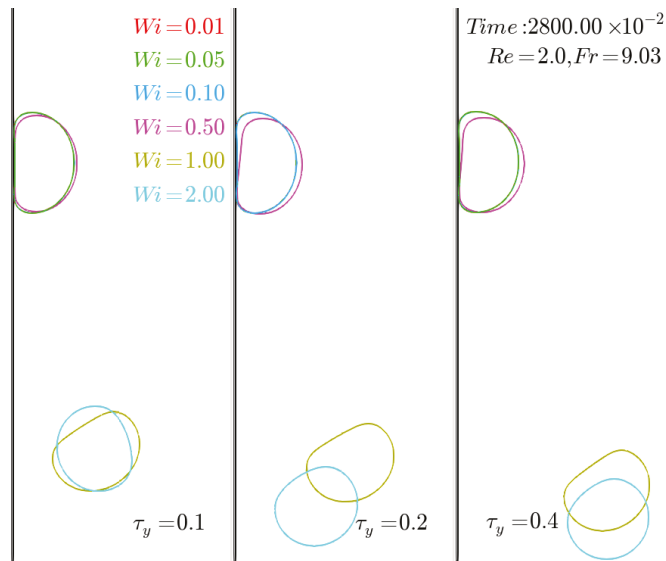 Wi=0.01
Wi=0.05
Wi=0.10
Wi=0.50
Wi=1.00
Wi=2.00
Time:2800.00 ×10⁻²
Re=2.0,Fr=9.03
τ_y=0.1
τ_y=0.2
τ_y=0.4